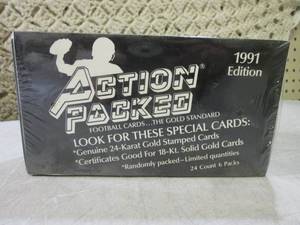 1991
Edition
ACTION
PACKED®
FOOTBALL CARDS...THE GOLD STANDARD
LOOK FOR THESE SPECIAL CARDS:
*Genuine 24-Karat Gold Stamped Cards
*Certificates Good For 18-Kt. Solid Gold Cards
*Randomly packed–Limited quantities
24 Count 6 Packs